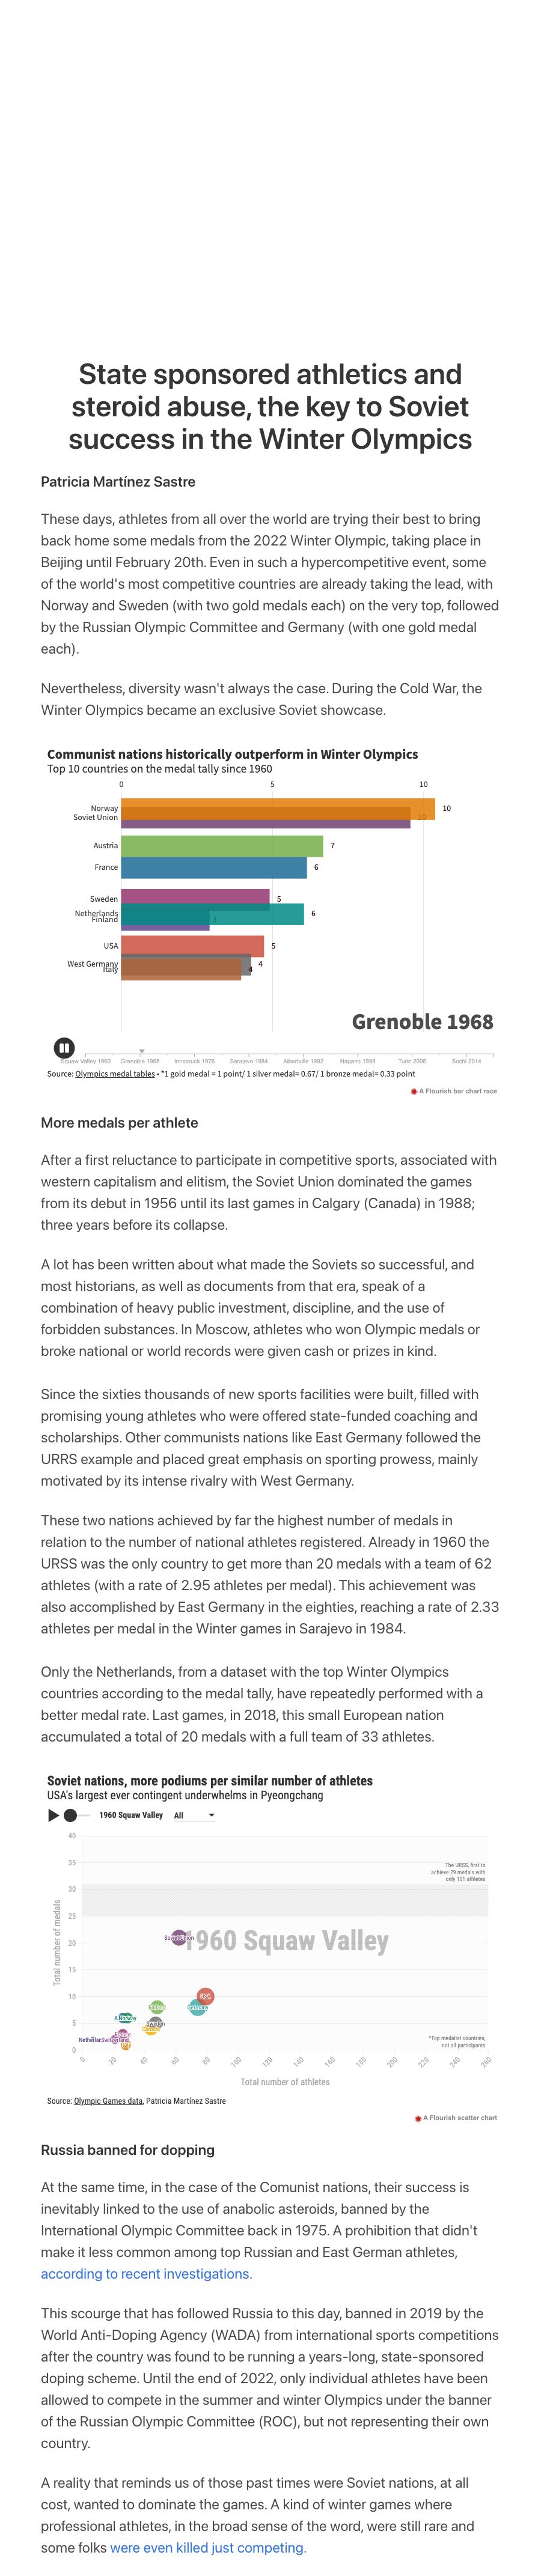 State sponsored athletics and
steroid abuse, the key to Soviet
success in the Winter Olympics
Patricia Martínez Sastre
These days, athletes from all over the world are trying their best to bring
back home some medals from the 2022 Winter Olympic, taking place in
Beijing until February 20th. Even in such a hypercompetitive event, some
of the world's most competitive countries are already taking the lead, with
Norway and Sweden (with two gold medals each) on the very top, followed
by the Russian Olympic Committee and Germany (with one gold medal
each).
Nevertheless, diversity wasn't always the case. During the Cold War, the
Winter Olympics became an exclusive Soviet showcase.
Communist nations historically outperform in Winter Olympics
Top 10 countries on the medal tally since 1960
0 5 10
Norway 10
Soviet Union 10
Austria 7
France 6
Sweden 5
Netherlands 6
Finland 3
USA 5
West Germany 4
Italy 4
Grenoble 1968
Squaw Valley 1960 Grenoble 1968 Innsbruck 1976 Sarajevo 1984 Albertville 1992 Nagano 1998 Turin 2006 Sochi 2014
Source: Olympics medal tables • *1 gold medal = 1 point/ 1 silver medal= 0.67/ 1 bronze medal= 0.33 point
A Flourish bar chart race
More medals per athlete
After a first reluctance to participate in competitive sports, associated with
western capitalism and elitism, the Soviet Union dominated the games
from its debut in 1956 until its last games in Calgary (Canada) in 1988;
three years before its collapse.
A lot has been written about what made the Soviets so successful, and
most historians, as well as documents from that era, speak of a
combination of heavy public investment, discipline, and the use of
forbidden substances. In Moscow, athletes who won Olympic medals or
broke national or world records were given cash or prizes in kind.
Since the sixties thousands of new sports facilities were built, filled with
promising young athletes who were offered state-funded coaching and
scholarships. Other communists nations like East Germany followed the
URRS example and placed great emphasis on sporting prowess, mainly
motivated by its intense rivalry with West Germany.
These two nations achieved by far the highest number of medals in
relation to the number of national athletes registered. Already in 1960 the
URSS was the only country to get more than 20 medals with a team of 62
athletes (with a rate of 2.95 athletes per medal). This achievement was
also accomplished by East Germany in the eighties, reaching a rate of 2.33
athletes per medal in the Winter games in Sarajevo in 1984.
Only the Netherlands, from a dataset with the top Winter Olympics
countries according to the medal tally, have repeatedly performed with a
better medal rate. Last games, in 2018, this small European nation
accumulated a total of 20 medals with a full team of 33 athletes.
Soviet nations, more podiums per similar number of athletes
USA's largest ever contingent underwhelms in Pyeongchang
1960 Squaw Valley All
Total number of medals
40
35
The URSS, first to
achieve 29 medals with
only 101 athletes
30
25
20
Soviet Union
1960 Squaw Valley
15
10
USA
Finland
Germany
5
Norway
Sweden
*Top medalist countries,
not all participants
0
0 20 40 60 80 100 120 140 160 180 200 220 240 260
Total number of athletes
Source: Olympic Games data, Patricia Martínez Sastre
A Flourish scatter chart
Russia banned for dopping
At the same time, in the case of the Comunist nations, their success is
inevitably linked to the use of anabolic asteroids, banned by the
International Olympic Committee back in 1975. A prohibition that didn't
make it less common among top Russian and East German athletes,
according to recent investigations.
This scourge that has followed Russia to this day, banned in 2019 by the
World Anti-Doping Agency (WADA) from international sports competitions
after the country was found to be running a years-long, state-sponsored
doping scheme. Until the end of 2022, only individual athletes have been
allowed to compete in the summer and winter Olympics under the banner
of the Russian Olympic Committee (ROC), but not representing their own
country.
A reality that reminds us of those past times were Soviet nations, at all
cost, wanted to dominate the games. A kind of winter games where
professional athletes, in the broad sense of the word, were still rare and
some folks were even killed just competing.